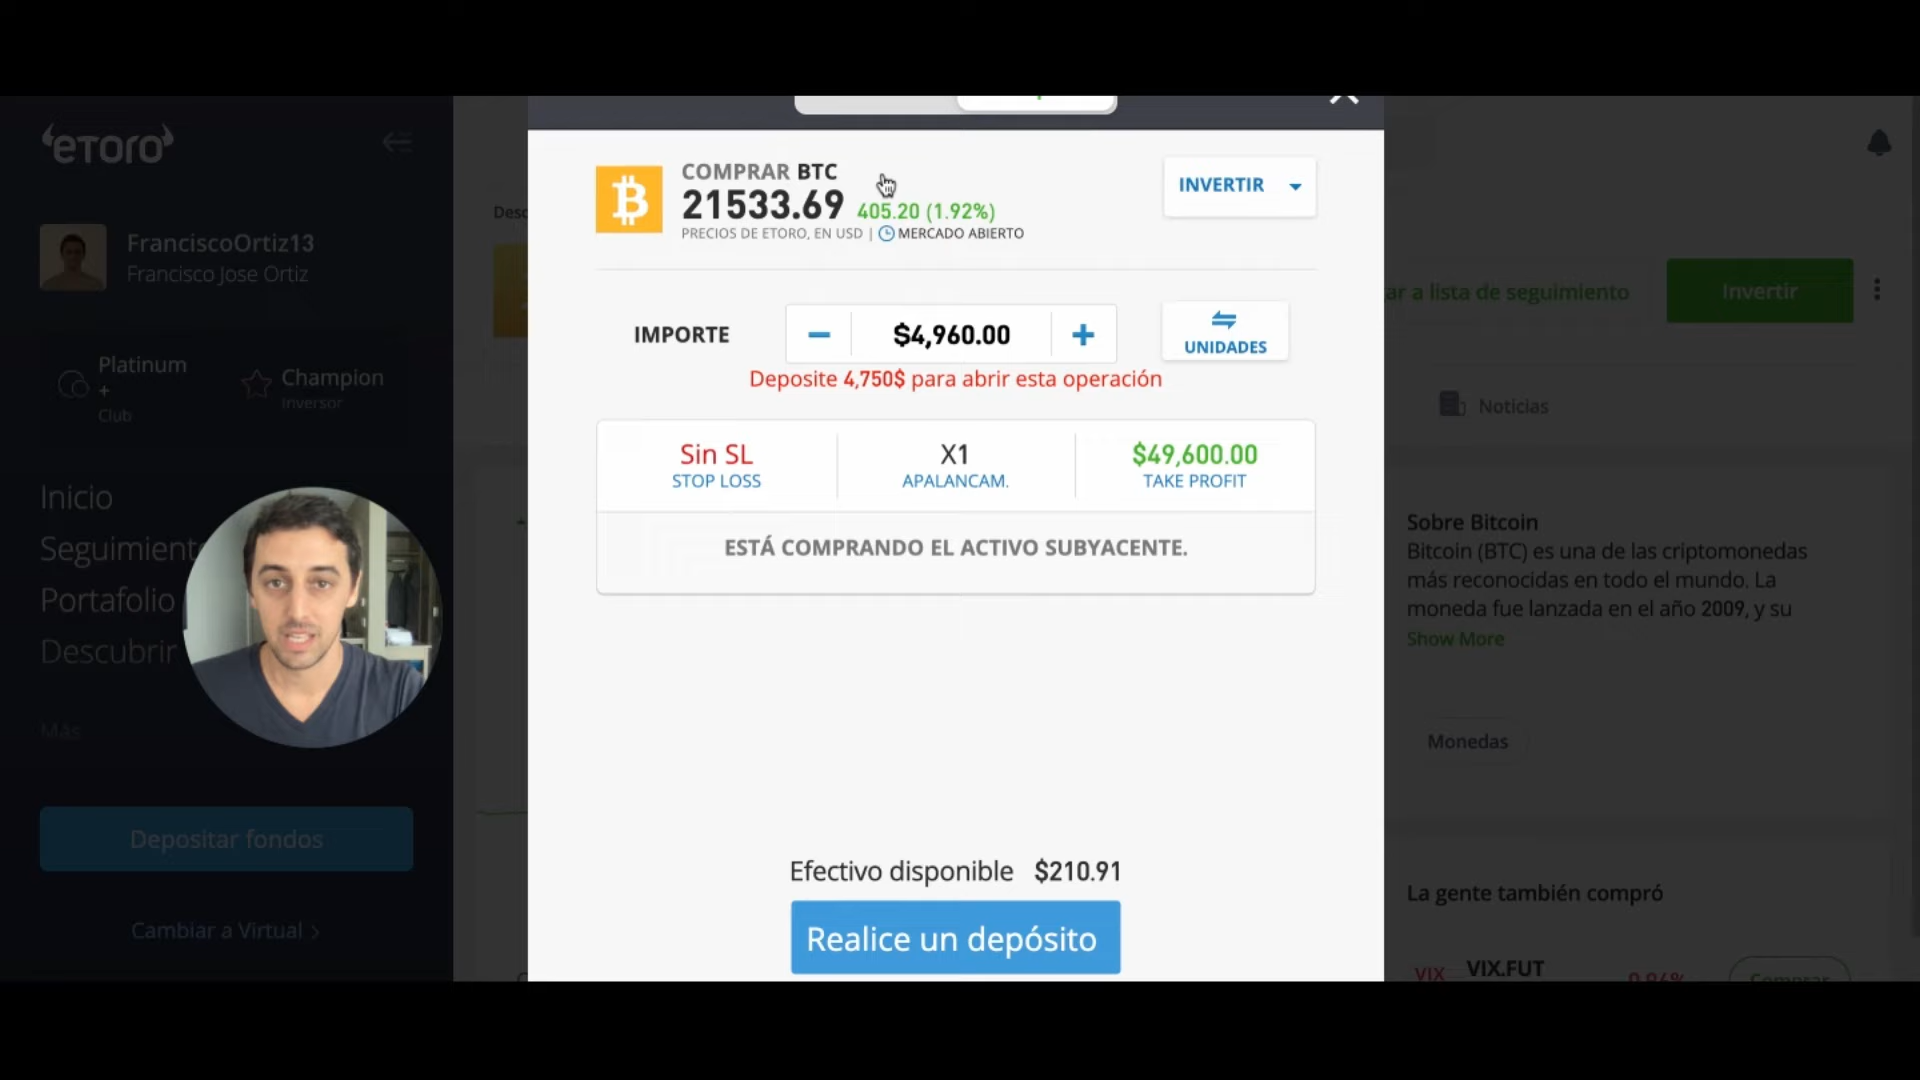 eTORO
FranciscoOrtiz13
Francisco Jose Ortiz
Platinum
+
Club
Champion
Inversor
Inicio
Seguimiento
Portafolio
Descubrir
Más
Depositar fondos
Cambiar a Virtual >
COMPRAR BTC
21533.69 405.20 (1.92%)
PRECIOS DE ETORO, EN USD | MERCADO ABIERTO
INVERTIR
IMPORTE
− $4,960.00 +
UNIDADES
Deposite 4,750$ para abrir esta operación
Sin SL
STOP LOSS
X1
APALANCAM.
$49,600.00
TAKE PROFIT
ESTÁ COMPRANDO EL ACTIVO SUBYACENTE.
Efectivo disponible $210.91
Realice un depósito
a lista de seguimiento
Invertir
Noticias
Sobre Bitcoin
Bitcoin (BTC) es una de las criptomonedas
más reconocidas en todo el mundo. La
moneda fue lanzada en el año 2009, y su
Show More
Monedas
La gente también compró
VIX VIX.FUT
Comprar